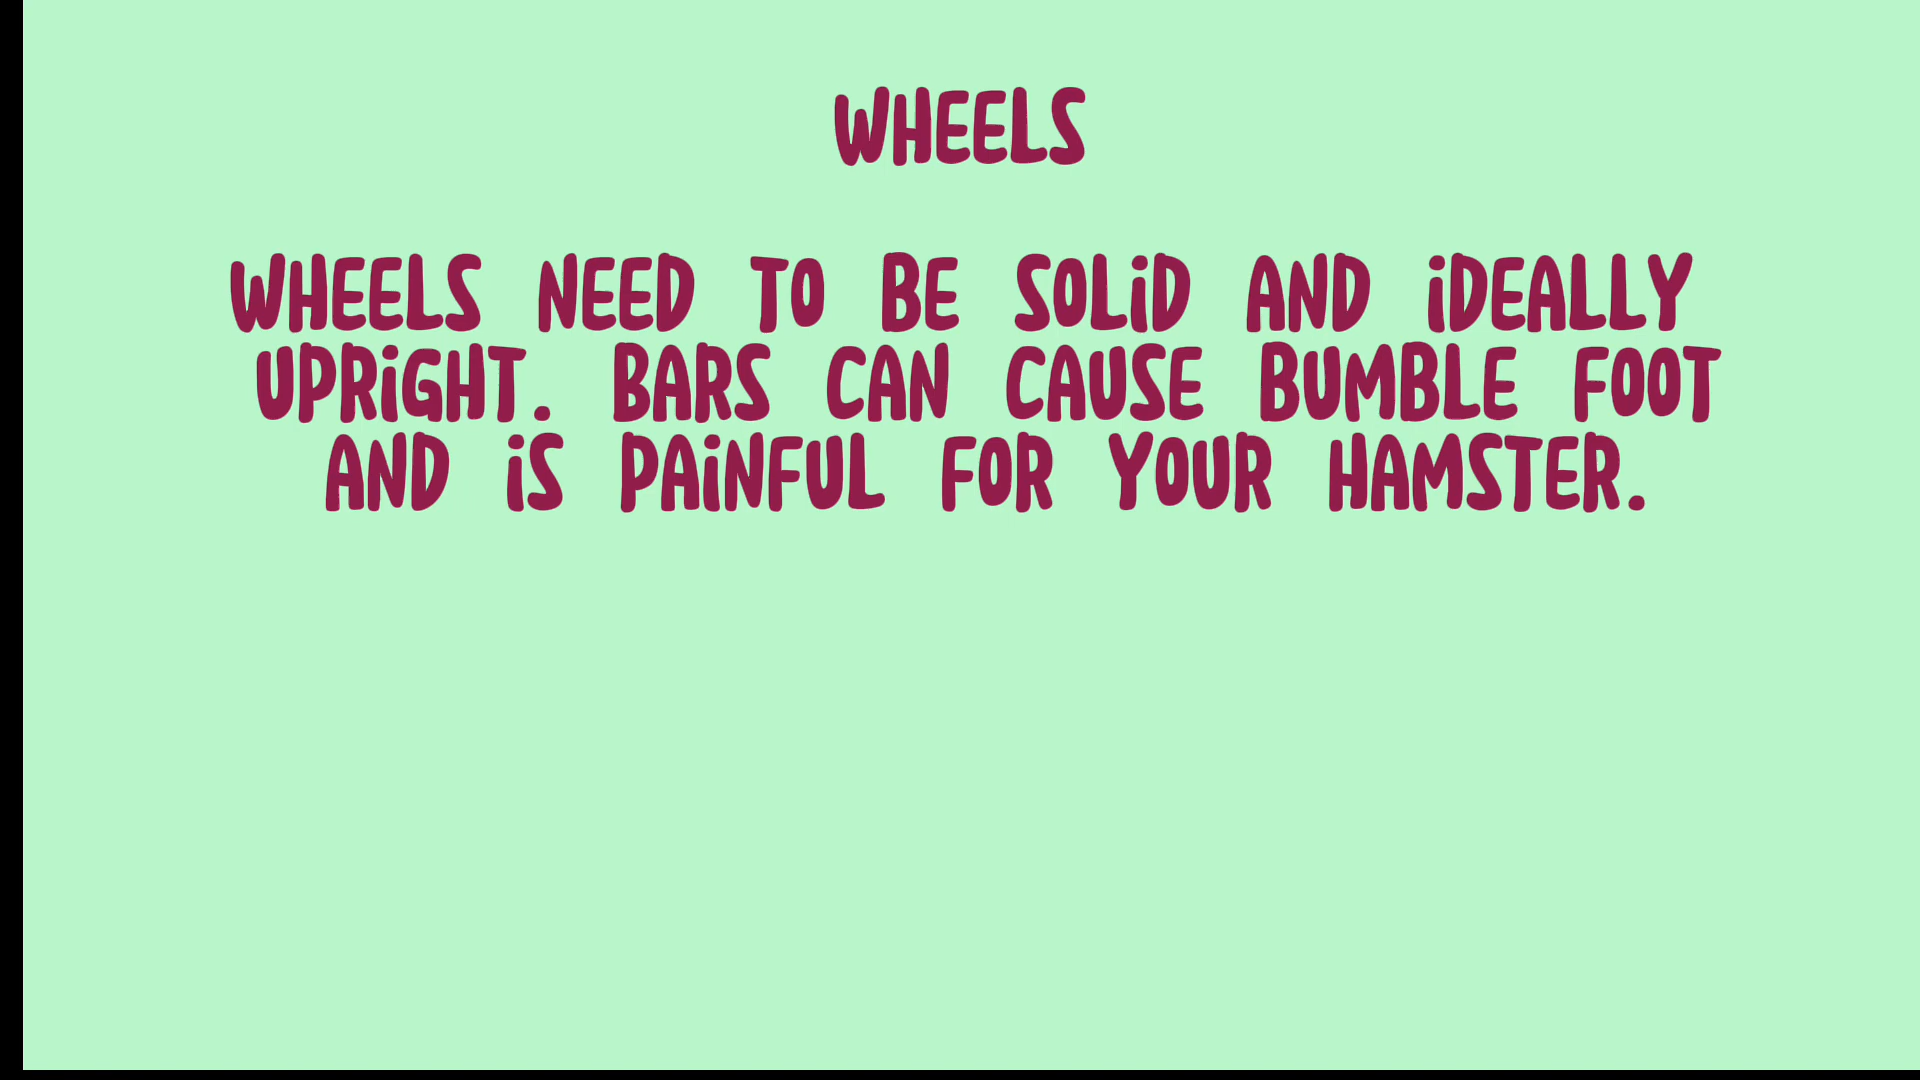 WHEELS
WHEELS NEED TO BE SOLiD AND iDEALLY
UPRiGHT. BARS CAN CAUSE BUMBLE FOOT
AND iS PAiNFUL FOR YOUR HAMSTER.